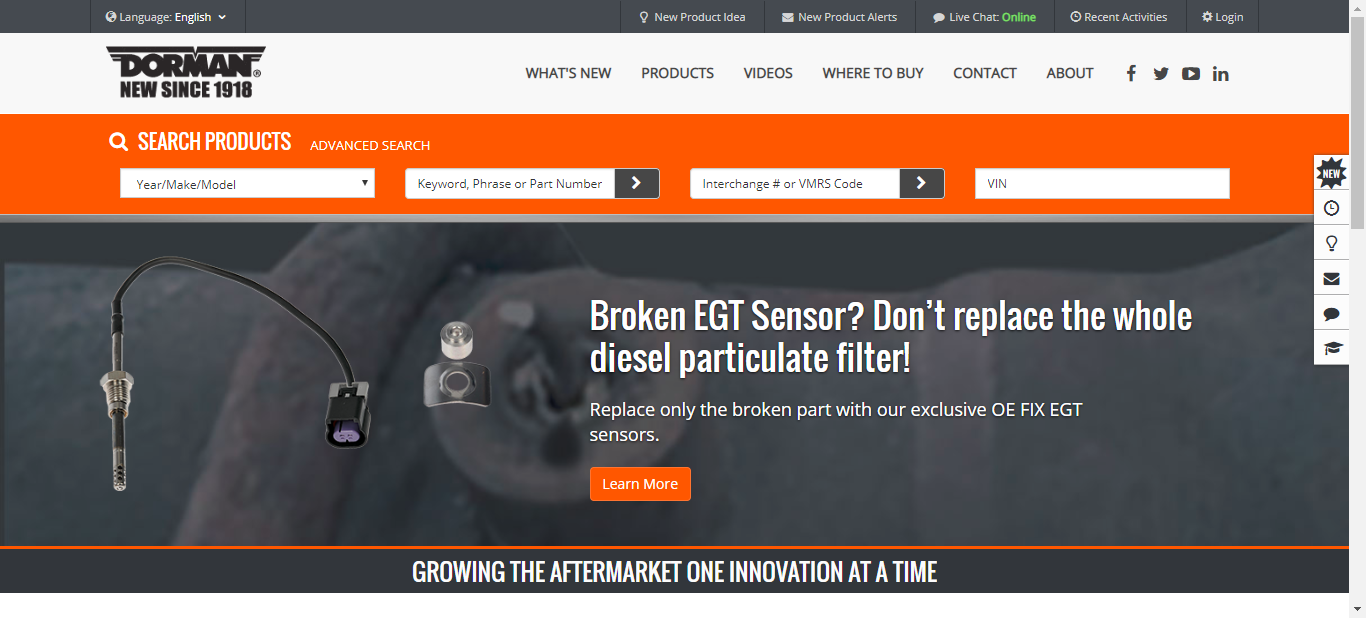 Language: English
New Product Idea
New Product Alerts
Live Chat: Online
Recent Activities
Login
DORMAN®
NEW SINCE 1918
WHAT'S NEW
PRODUCTS
VIDEOS
WHERE TO BUY
CONTACT
ABOUT
SEARCH PRODUCTS
ADVANCED SEARCH
Year/Make/Model
Keyword, Phrase or Part Number
Interchange # or VMRS Code
VIN
NEW
Broken EGT Sensor? Don’t replace the whole
diesel particulate filter!
Replace only the broken part with our exclusive OE FIX EGT
sensors.
Learn More
GROWING THE AFTERMARKET ONE INNOVATION AT A TIME